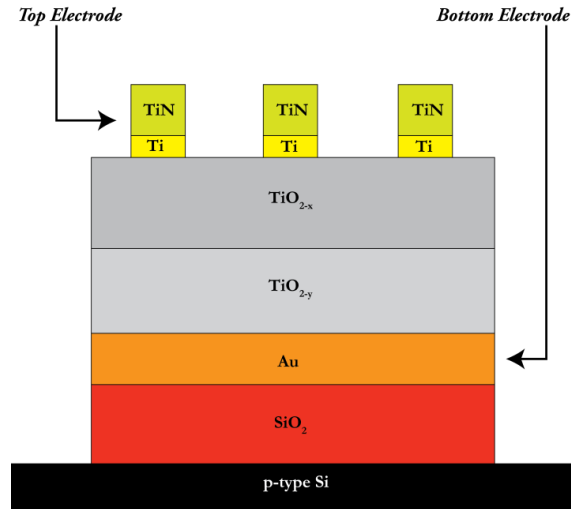 Top Electrode
Bottom Electrode
TiN TiN TiN
Ti Ti Ti
TiO₂₋ₓ
TiO₂₋y
Au
SiO₂
p-type Si